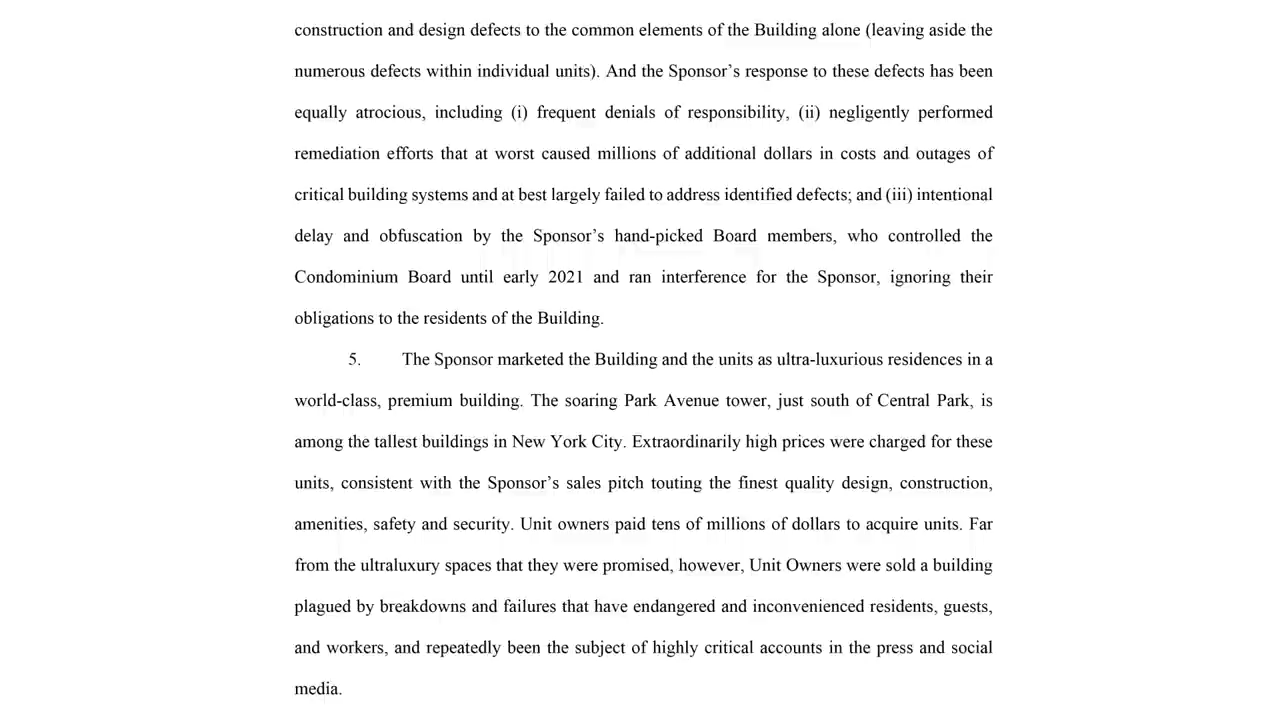 construction and design defects to the common elements of the Building alone (leaving aside the
numerous defects within individual units). And the Sponsor’s response to these defects has been
equally atrocious, including (i) frequent denials of responsibility, (ii) negligently performed
remediation efforts that at worst caused millions of additional dollars in costs and outages of
critical building systems and at best largely failed to address identified defects; and (iii) intentional
delay and obfuscation by the Sponsor’s hand-picked Board members, who controlled the
Condominium Board until early 2021 and ran interference for the Sponsor, ignoring their
obligations to the residents of the Building.
5. The Sponsor marketed the Building and the units as ultra-luxurious residences in a
world-class, premium building. The soaring Park Avenue tower, just south of Central Park, is
among the tallest buildings in New York City. Extraordinarily high prices were charged for these
units, consistent with the Sponsor’s sales pitch touting the finest quality design, construction,
amenities, safety and security. Unit owners paid tens of millions of dollars to acquire units. Far
from the ultraluxury spaces that they were promised, however, Unit Owners were sold a building
plagued by breakdowns and failures that have endangered and inconvenienced residents, guests,
and workers, and repeatedly been the subject of highly critical accounts in the press and social
media.